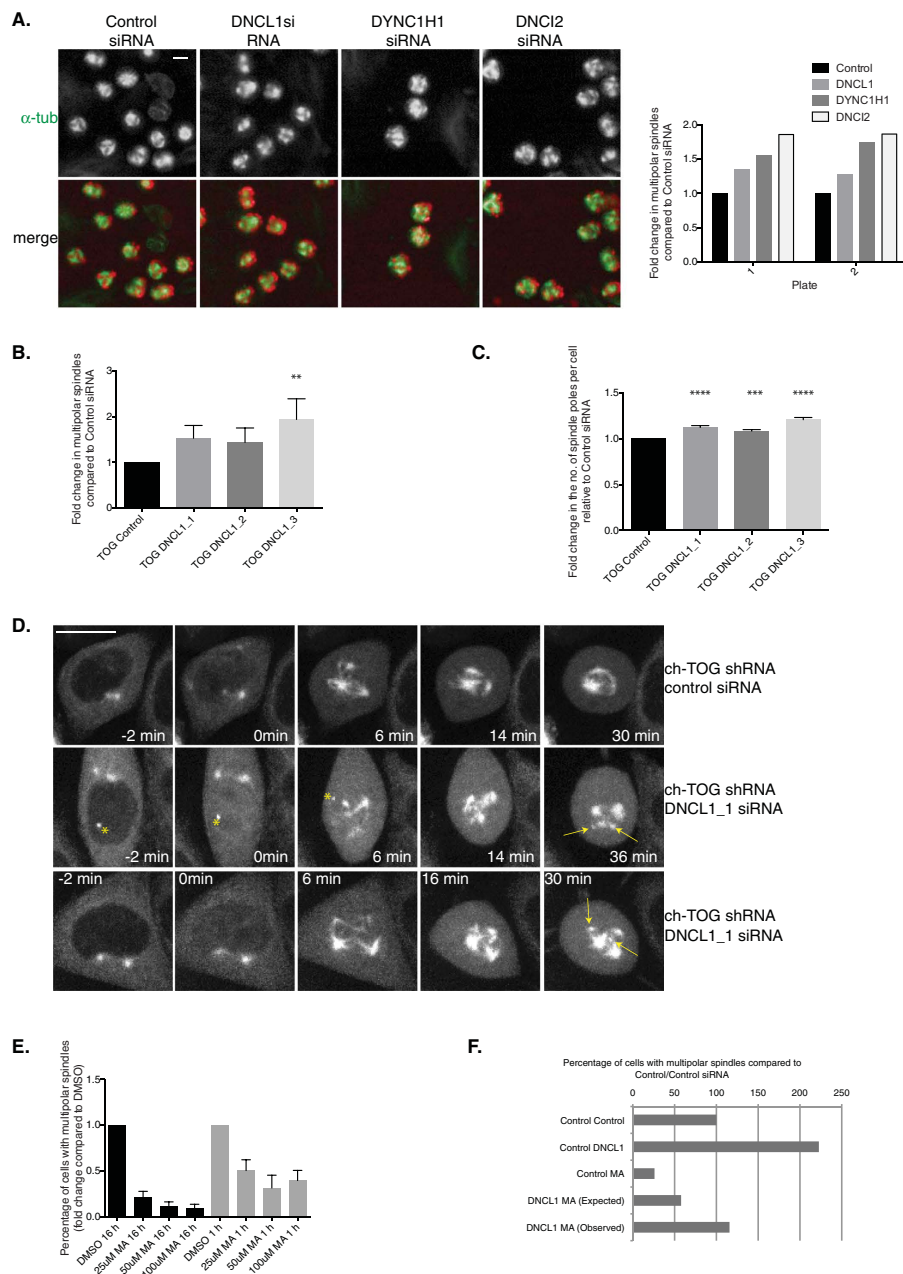 A.
Control
siRNA
DNCL1si
RNA
DYNC1H1
siRNA
DNCI2
siRNA
α-tub
merge
Control
DNCL1
DYNC1H1
DNCI2
Fold change in multipolar spindles
compared to Control siRNA
2.0
1.5
1.0
0.5
0.0
1
2
Plate
B.
Fold change in multipolar spindles
compared to Control siRNA
3
2
1
0
**
TOG Control
TOG DNCL1_1
TOG DNCL1_2
TOG DNCL1_3
C.
Fold change in the no. of spindle poles per cell
relative to Control siRNA
1.5
1.0
0.5
0.0
****
***
****
TOG Control
TOG DNCL1_1
TOG DNCL1_2
TOG DNCL1_3
D.
-2 min
0min
6 min
14 min
30 min
ch-TOG shRNA
control siRNA
*
*
*
-2 min
0min
6 min
14 min
36 min
ch-TOG shRNA
DNCL1_1 siRNA
-2 min
0min
6 min
16 min
30 min
ch-TOG shRNA
DNCL1_1 siRNA
E.
Percentage of cells with multipolar spindles
(fold change compared to DMSO)
1.5
1.0
0.5
0.0
DMSO 16 h
25uM MA 16 h
50uM MA 16 h
100uM MA 16 h
DMSO 1 h
25uM MA 1 h
50uM MA 1 h
100uM MA 1 h
F.
Percentage of cells with multipolar spindles compared to
Control/Control siRNA
0 50 100 150 200 250
Control Control
Control DNCL1
Control MA
DNCL1 MA (Expected)
DNCL1 MA (Observed)